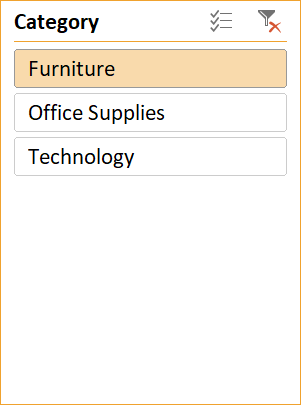 Category
Furniture
Office Supplies
Technology